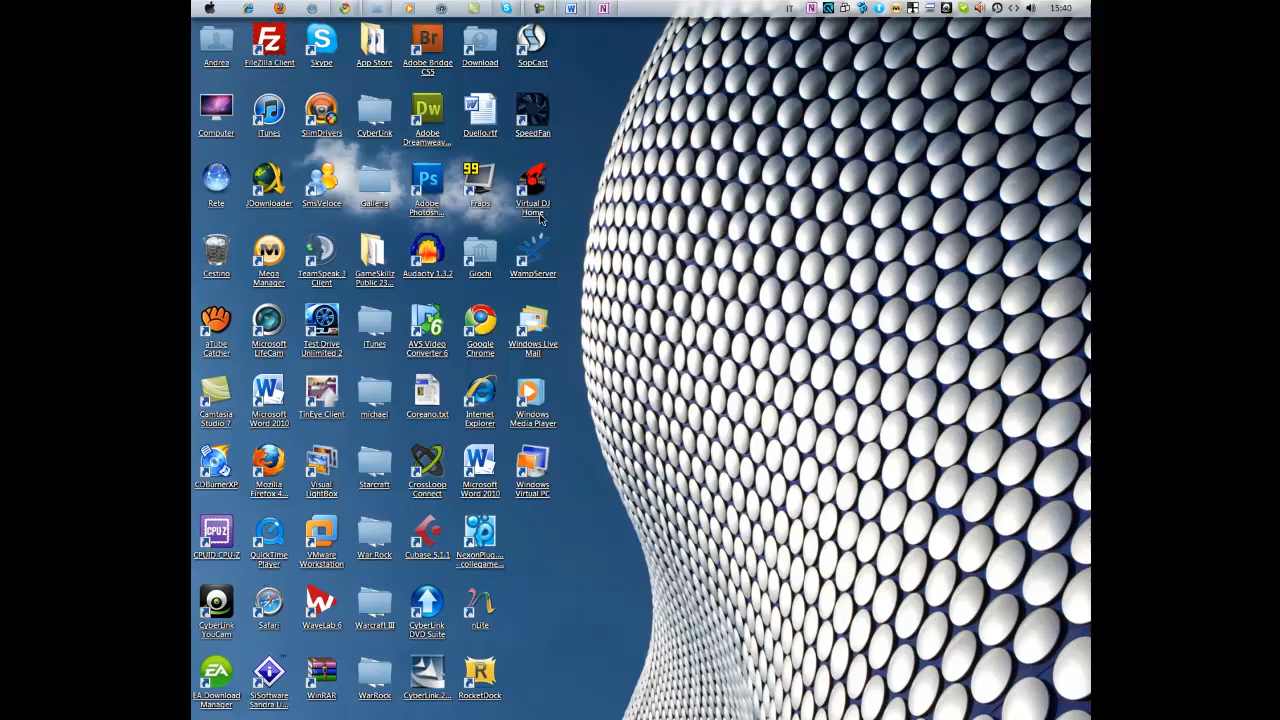 IT
15:40
Andrea
FileZilla Client
Skype
App Store
Adobe Bridge
CS5
Download
SopCast
Computer
iTunes
SlimDrivers
CyberLink
Adobe
Dreamweav...
Duello.rtf
SpeedFan
Rete
JDownloader
SmsVeloce
Galleria
Adobe
Photosh...
99
Fraps
Virtual DJ
Home
Cestino
Mega
Manager
TeamSpeak 3
Client
GameSkillz
Public 23...
Audacity 1.3.2
Giochi
WampServer
aTube
Catcher
Microsoft
LifeCam
Test Drive
Unlimited 2
iTunes
AVS Video
Converter 6
Google
Chrome
Windows Live
Mail
Camtasia
Studio 7
Microsoft
Word 2010
TinEye Client
michael
Coreano.txt
Internet
Explorer
Windows
Media Player
CDBurnerXP
Mozilla
Firefox 4...
Visual
LightBox
Starcraft
CrossLoop
Connect
Microsoft
Word 2010
Windows
Virtual PC
CPUID CPU-Z
QuickTime
Player
VMware
Workstation
War Rock
Cubase 5.1.1
NexonPlug....
- collegame...
CyberLink
YouCam
Safari
WaveLab 6
Warcraft III
CyberLink
DVD Suite
nLite
EA Download
Manager
SiSoftware
Sandra Li...
WinRAR
WarRock
CyberLink.2...
RocketDock